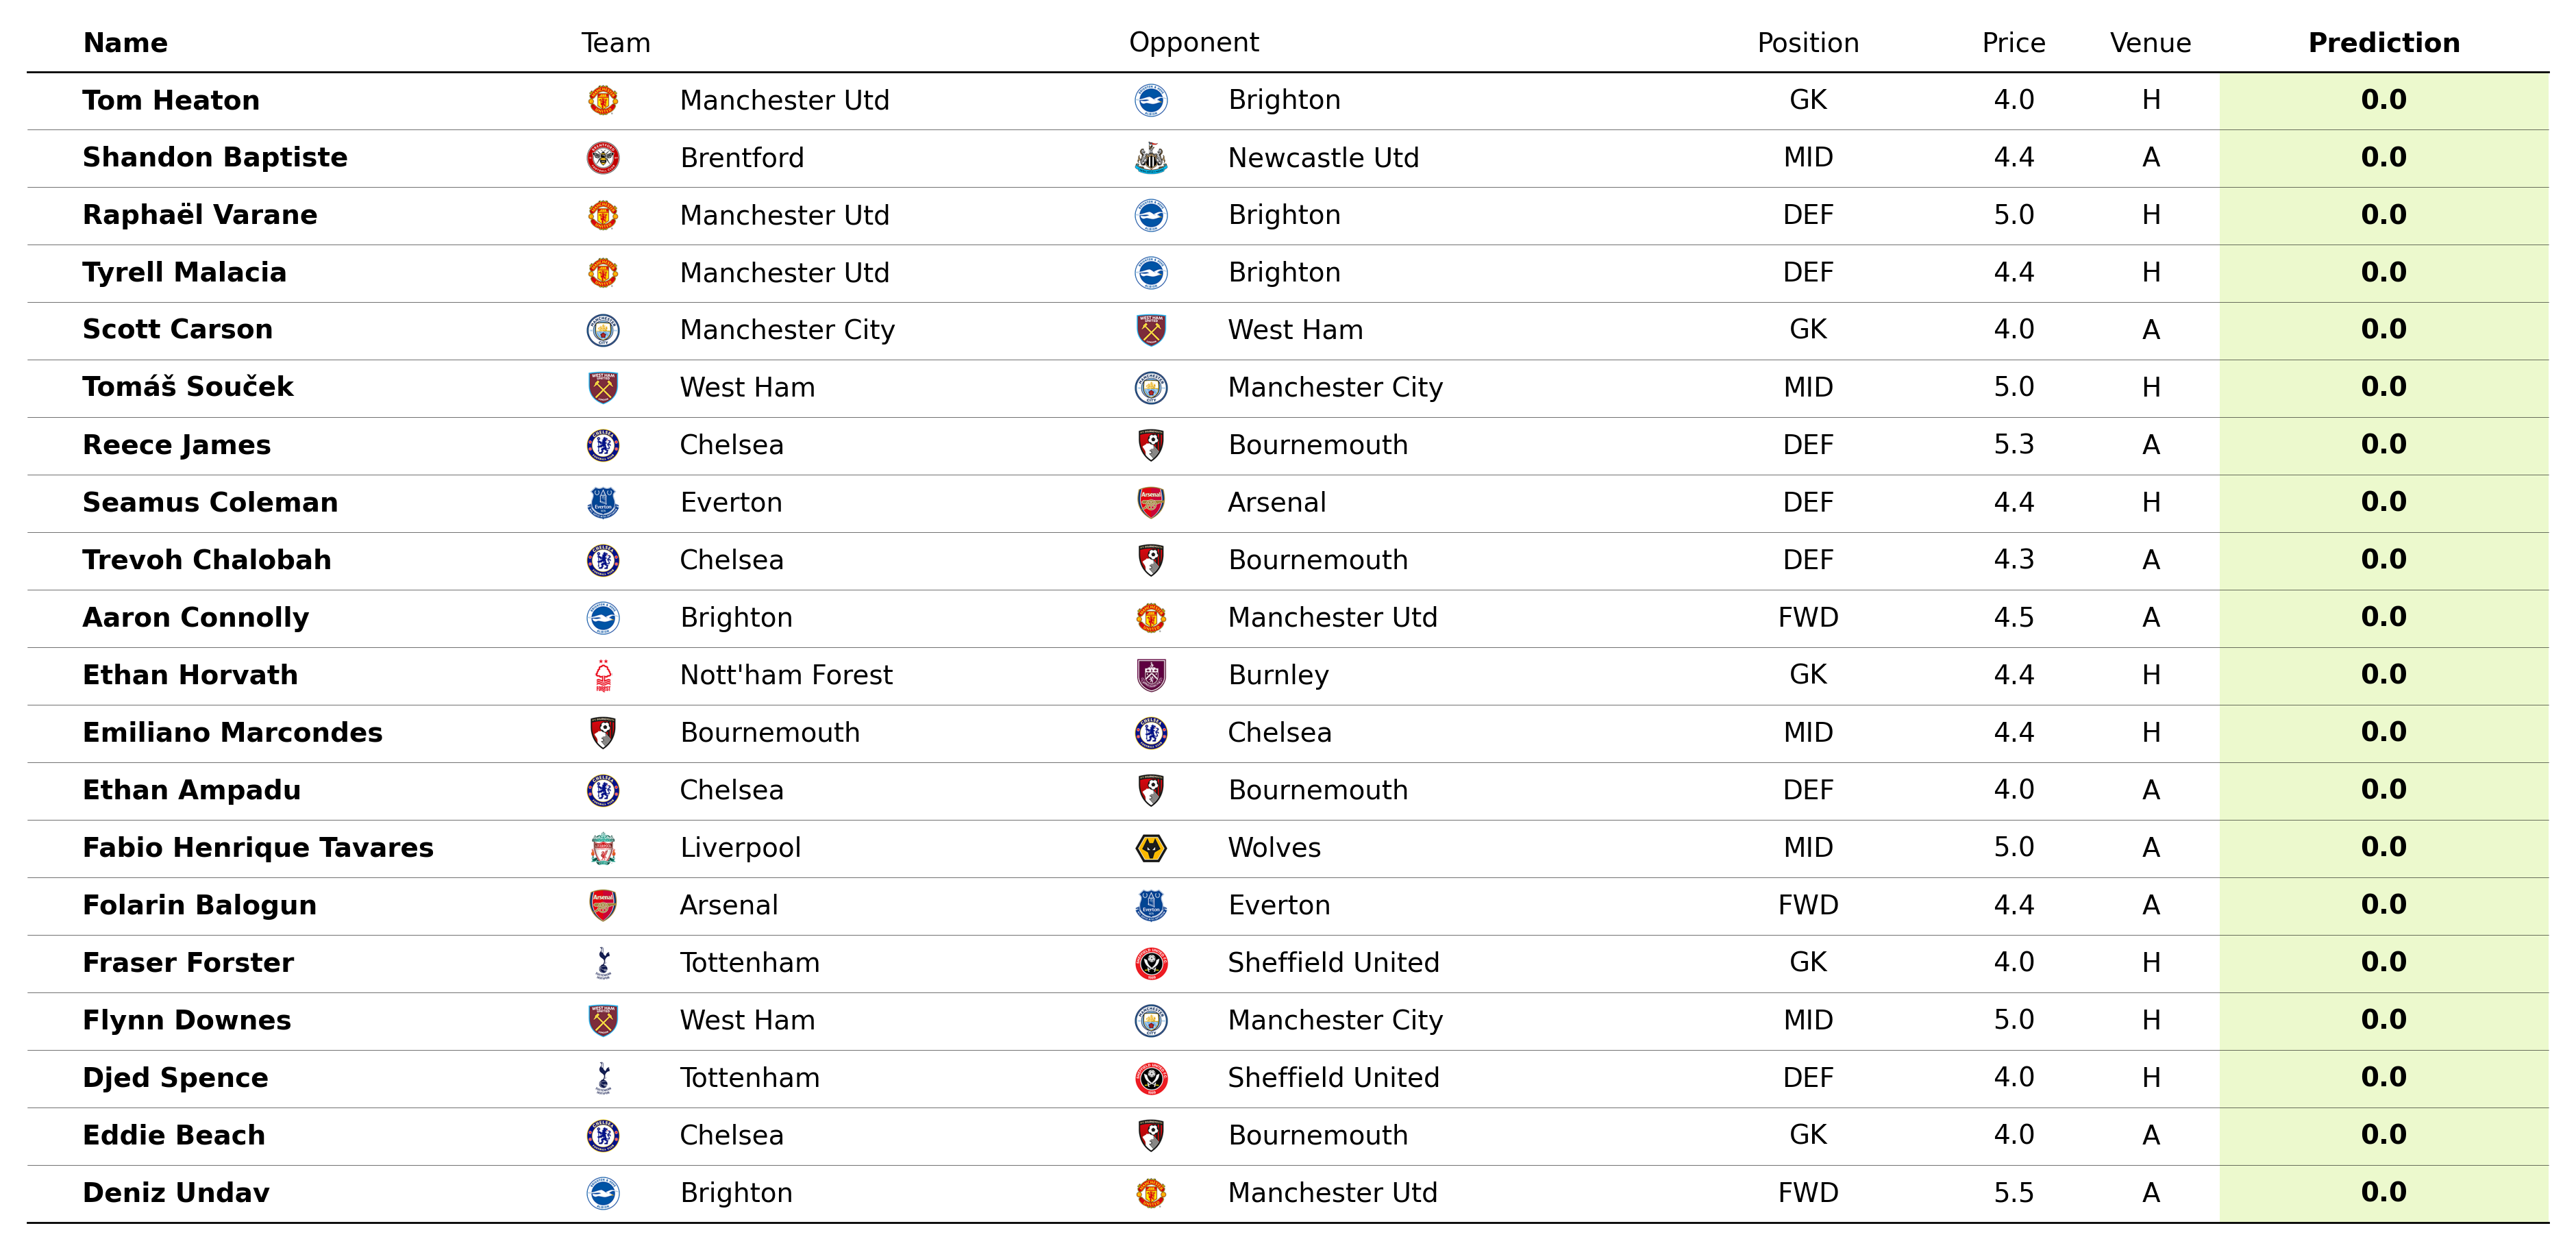 Name Team Opponent Position Price Venue Prediction
Tom Heaton Manchester Utd Brighton GK 4.0 H 0.0
Shandon Baptiste Brentford Newcastle Utd MID 4.4 A 0.0
Raphaël Varane Manchester Utd Brighton DEF 5.0 H 0.0
Tyrell Malacia Manchester Utd Brighton DEF 4.4 H 0.0
Scott Carson Manchester City West Ham GK 4.0 A 0.0
Tomáš Souček West Ham Manchester City MID 5.0 H 0.0
Reece James Chelsea Bournemouth DEF 5.3 A 0.0
Seamus Coleman Everton Arsenal DEF 4.4 H 0.0
Trevoh Chalobah Chelsea Bournemouth DEF 4.3 A 0.0
Aaron Connolly Brighton Manchester Utd FWD 4.5 A 0.0
Ethan Horvath Nott'ham Forest Burnley GK 4.4 H 0.0
Emiliano Marcondes Bournemouth Chelsea MID 4.4 H 0.0
Ethan Ampadu Chelsea Bournemouth DEF 4.0 A 0.0
Fabio Henrique Tavares Liverpool Wolves MID 5.0 A 0.0
Folarin Balogun Arsenal Everton FWD 4.4 A 0.0
Fraser Forster Tottenham Sheffield United GK 4.0 H 0.0
Flynn Downes West Ham Manchester City MID 5.0 H 0.0
Djed Spence Tottenham Sheffield United DEF 4.0 H 0.0
Eddie Beach Chelsea Bournemouth GK 4.0 A 0.0
Deniz Undav Brighton Manchester Utd FWD 5.5 A 0.0